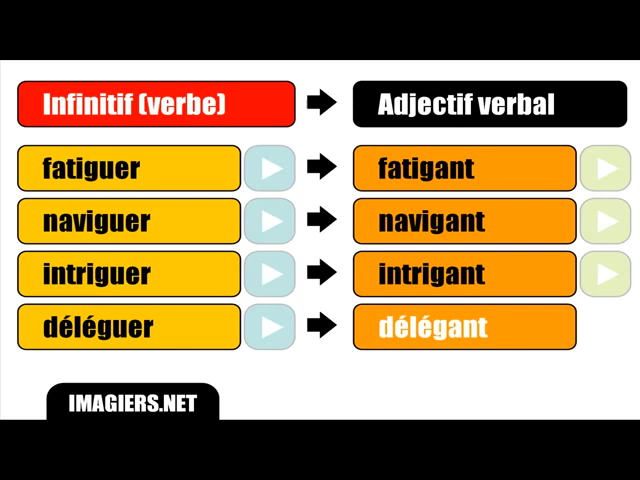 Infinitif (verbe) Adjectif verbal
fatiguer fatigant
naviguer navigant
intriguer intrigant
déléguer délégant
IMAGIERS.NET